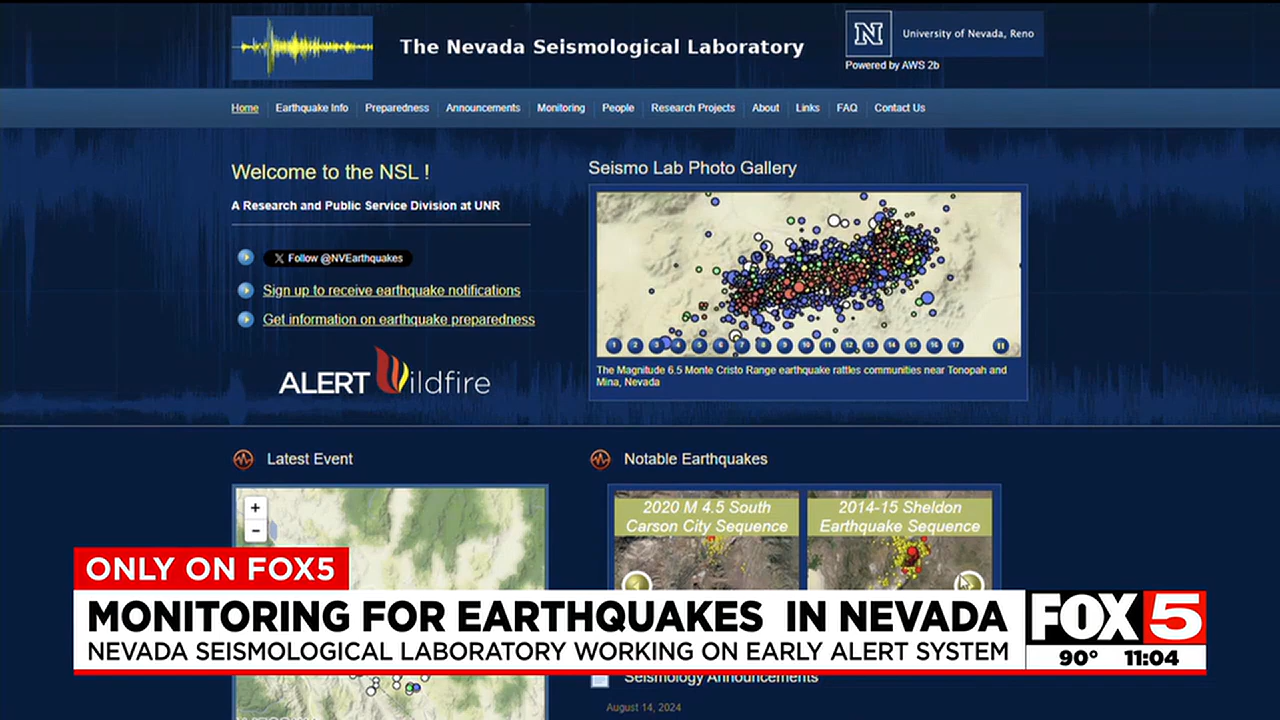 The Nevada Seismological Laboratory
N
University of Nevada, Reno
Powered by AWS 2b
Home
Earthquake Info
Preparedness
Announcements
Monitoring
People
Research Projects
About
Links
FAQ
Contact Us
Welcome to the NSL !
A Research and Public Service Division at UNR
X Follow @NVEarthquakes
Sign up to receive earthquake notifications
Get information on earthquake preparedness
ALERT Wildfire
Seismo Lab Photo Gallery
1 2 3 4 5 6 7 8 9 10 11 12 13 14 15 16 17
The Magnitude 6.5 Monte Cristo Range earthquake rattles communities near Tonopah and
Mina, Nevada
Latest Event
+
−
Notable Earthquakes
2020 M 4.5 South
Carson City Sequence
2014-15 Sheldon
Earthquake Sequence
ONLY ON FOX5
MONITORING FOR EARTHQUAKES IN NEVADA
NEVADA SEISMOLOGICAL LABORATORY WORKING ON EARLY ALERT SYSTEM
FOX 5
90° 11:04
Seismology Announcements
August 14, 2024